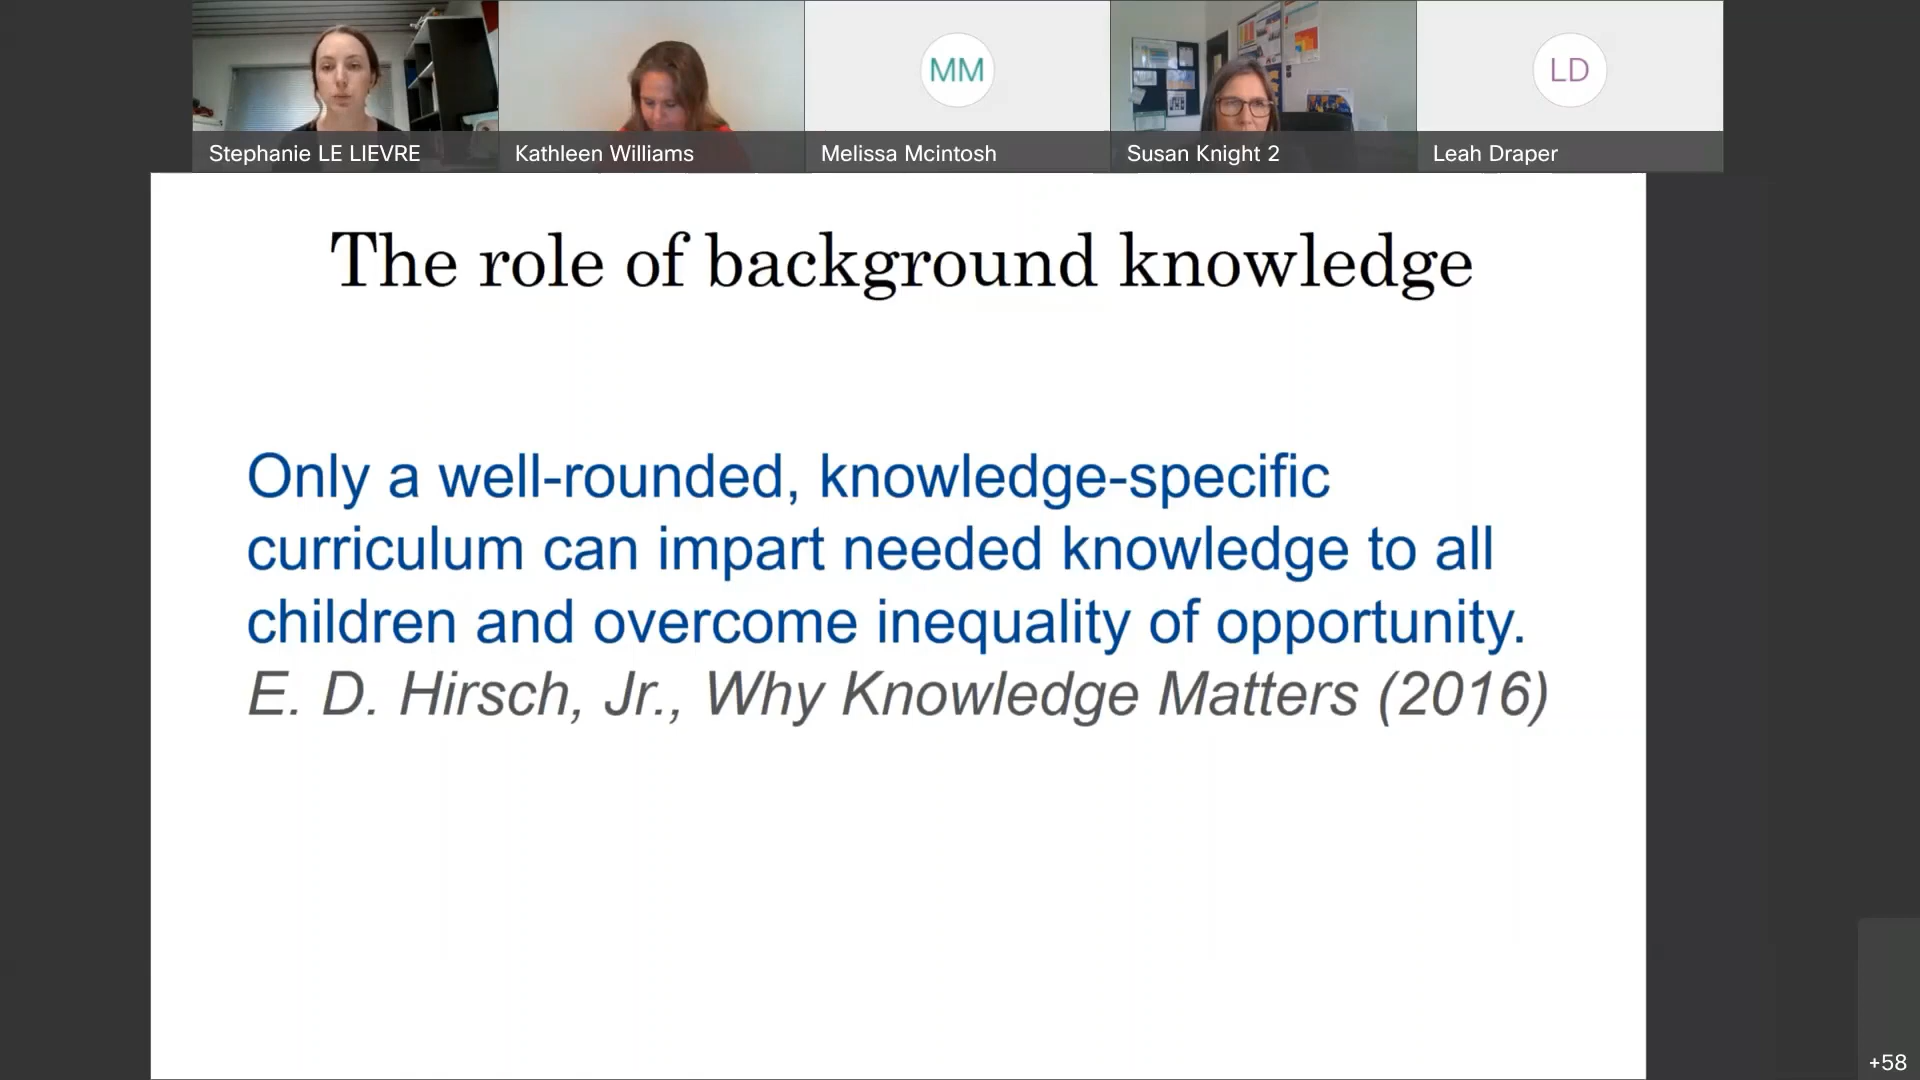 MM
LD
Stephanie LE LIEVRE
Kathleen Williams
Melissa Mcintosh
Susan Knight 2
Leah Draper
The role of background knowledge
Only a well-rounded, knowledge-specific
curriculum can impart needed knowledge to all
children and overcome inequality of opportunity.
E. D. Hirsch, Jr., Why Knowledge Matters (2016)
+58